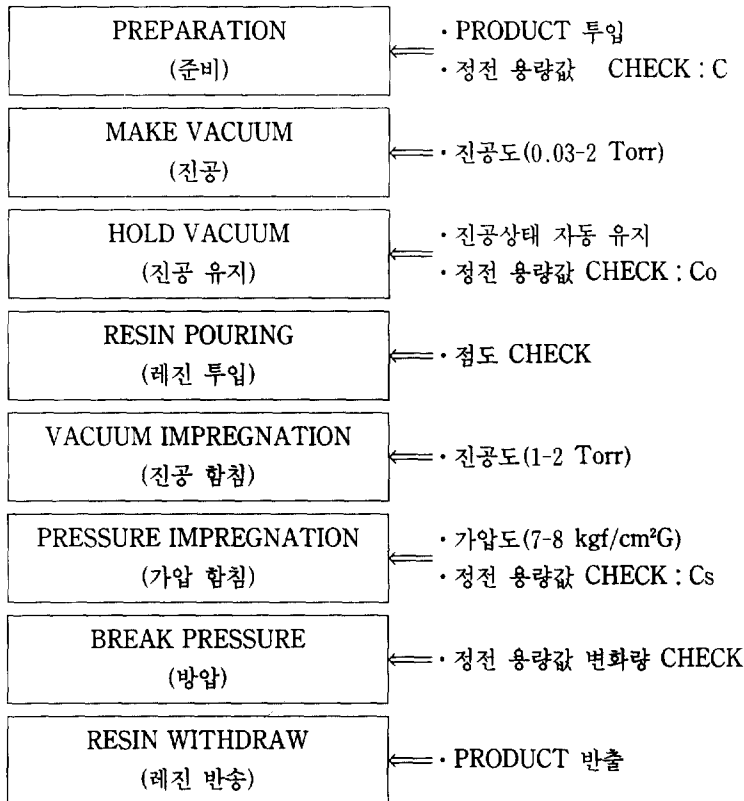 PREPARATION
(준비)
· PRODUCT 투입
· 정전 용량값 CHECK : C
MAKE VACUUM
(진공)
· 진공도(0.03-2 Torr)
HOLD VACUUM
(진공 유지)
· 진공상태 자동 유지
· 정전 용량값 CHECK : Co
RESIN POURING
(레진 투입)
· 점도 CHECK
VACUUM IMPREGNATION
(진공 함침)
· 진공도(1-2 Torr)
PRESSURE IMPREGNATION
(가압 함침)
· 가압도(7-8 kgf/cm²G)
· 정전 용량값 CHECK : Cs
BREAK PRESSURE
(방압)
· 정전 용량값 변화량 CHECK
RESIN WITHDRAW
(레진 반송)
· PRODUCT 반출